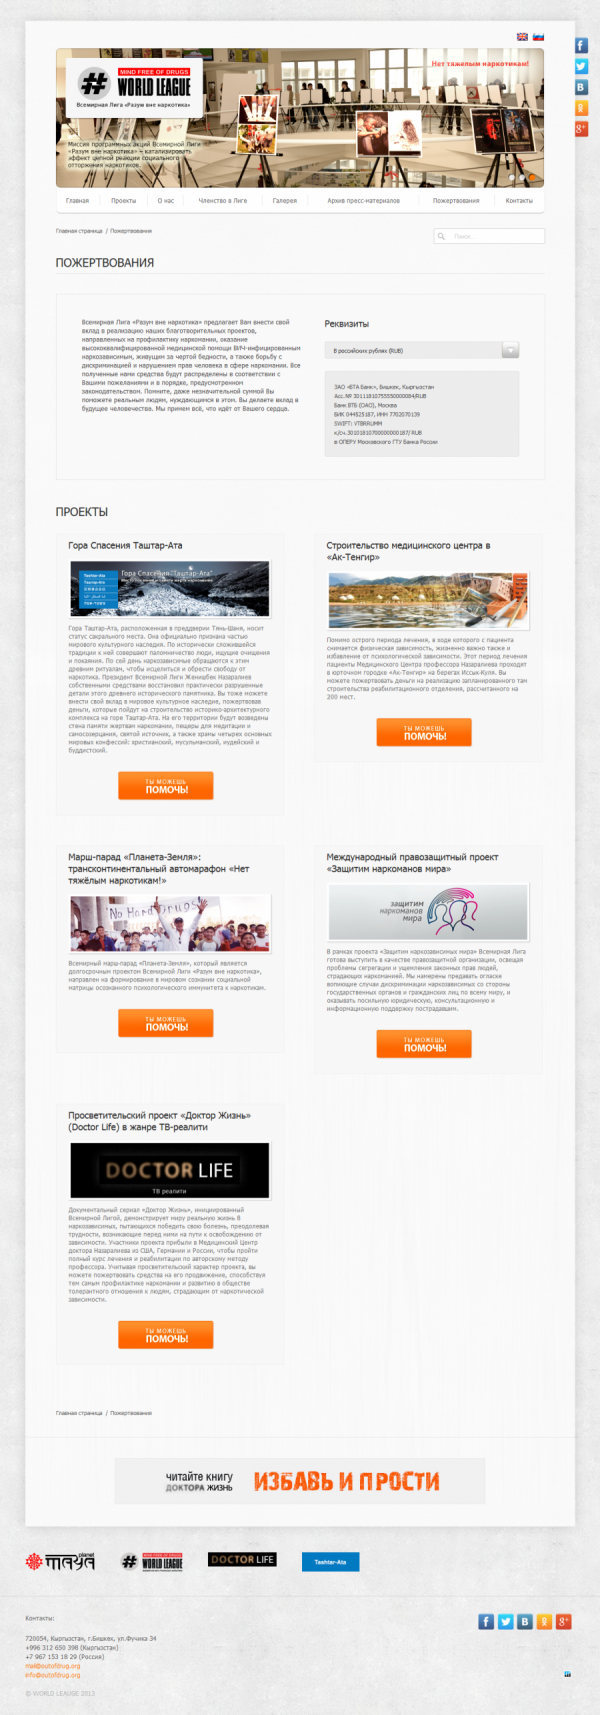 Нет тяжёлым наркотикам!
#
MIND FREE OF DRUGS
WORLD LEAGUE
Всемирная Лига «Разум вне наркотика»
Миссия программных акций Всемирной Лиги
«Разум вне наркотика» – катализировать
эффект цепной реакции социального
отторжения наркотиков
Главная Проекты О нас Членство в Лиге Галерея Архив пресс-материалов Пожертвования Контакты
Главная страница / Пожертвования
Поиск...
ПОЖЕРТВОВАНИЯ
Всемирная Лига «Разум вне наркотика» предлагает Вам внести свой
вклад в реализацию наших благотворительных проектов,
направленных на профилактику наркомании, оказание
высококвалифицированной медицинской помощи ВИЧ-инфицированным
наркозависимым, живущим за чертой бедности, а также борьбу с
дискриминацией и нарушением прав человека в сфере наркомании. Все
полученные нами средства будут распределены в соответствии с
Вашими пожеланиями и в порядке, предусмотренном
законодательством. Помните, даже незначительной суммой Вы
поможете реальным людям, нуждающимся в этом. Вы делаете вклад в
будущее человечества. Мы примем всё, что идёт от Вашего сердца.
Реквизиты
В российских рублях (RUB)
ЗАО «БТА Банк», Бишкек, Кыргызстан
Банк ВТБ (ОАО), Москва
БИК 044525187, ИНН 7702070139
SWIFT: VTBRRUMM
к/сч.30101810700000000187/ RUB
в ОПЕРУ Московского ГТУ Банка России
ПРОЕКТЫ
Гора Спасения Таштар-Ата
Tashtar-Ata
Таштар-Ата
Гора Спасения "Таштар-Ата"
Гора Таштар-Ата, расположенная в преддверии Тянь-Шаня, носит
статус сакрального места. Она официально признана частью
мирового культурного наследия. По исторически сложившейся
традиции к ней совершают паломничество люди, ищущие очищения
и покаяния. По сей день наркозависимые обращаются к этим
древним ритуалам, чтобы исцелиться и обрести свободу от
наркотика. Президент Всемирной Лиги Женишбек Назаралиев
собственными средствами восстановил практически разрушенные
детали этого древнего исторического памятника. Вы тоже можете
внести свой вклад в мировое культурное наследие, пожертвовав
деньги, которые пойдут на строительство историко-архитектурного
комплекса на горе Таштар-Ата. На его территории будут возведены
стена памяти жертвам наркомании, пещеры для медитации и
самосозерцания, святой источник, а также храмы четырех основных
мировых конфессий: христианский, мусульманский, иудейский и
буддистский.
ТЫ МОЖЕШЬ
ПОМОЧЬ!
Строительство медицинского центра в
«Ак-Тенгир»
Помимо острого периода лечения, в ходе которого с пациента
снимается физическая зависимость, жизненно важно также и
избавление от психологической зависимости. Этот период лечения
пациенты Медицинского Центра профессора Назаралиева проходят
в юрточном городке «Ак-Тенгир» на берегах Иссык-Куля. Вы
можете пожертвовать деньги на реализацию запланированного там
строительства реабилитационного отделения, рассчитанного на
200 мест.
ТЫ МОЖЕШЬ
ПОМОЧЬ!
Марш-парад «Планета-Земля»:
трансконтинентальный автомарафон «Нет
тяжёлым наркотикам!»
No Hard Drugs
Всемирный марш-парад «Планета-Земля», который является
долгосрочным проектом Всемирной Лиги «Разум вне наркотика»,
направлен на формирование в мировом сознании социальной
матрицы осознанного психологического иммунитета к наркотикам.
ТЫ МОЖЕШЬ
ПОМОЧЬ!
Международный правозащитный проект
«Защитим наркоманов мира»
защитим
наркоманов
мира
В рамках проекта «Защитим наркозависимых мира» Всемирная Лига
готова выступить в качестве правозащитной организации, освещая
проблемы сегрегации и ущемления законных прав людей,
страдающих наркоманией. Мы намерены предавать огласке
вопиющие случаи дискриминации наркозависимых со стороны
государственных органов и гражданских лиц по всему миру, и
оказывать посильную юридическую, консультационную и
информационную поддержку пострадавшим.
ТЫ МОЖЕШЬ
ПОМОЧЬ!
Просветительский проект «Доктор Жизнь»
(Doctor Life) в жанре ТВ-реалити
DOCTOR LIFE
ТВ реалити
Документальный сериал «Доктор Жизнь», инициированный
Всемирной Лигой, демонстрирует миру реальную жизнь 8
наркозависимых, пытающихся победить свою болезнь, преодолевая
трудности, возникающие перед ними на пути к освобождению от
зависимости. Участники проекта прибыли в Медицинский Центр
доктора Назаралиева из США, Германии и России, чтобы пройти
полный курс лечения и реабилитации по авторскому методу
профессора. Учитывая просветительский характер проекта, вы
можете пожертвовать средства на его продвижение, способствуя
тем самым профилактике наркомании и развитию в обществе
толерантного отношения к людям, страдающим от наркотической
зависимости.
ТЫ МОЖЕШЬ
ПОМОЧЬ!
Главная страница / Пожертвования
читайте книгу
ДОКТОРА ЖИЗНЬ
ИЗБАВЬ И ПРОСТИ
planet
мауа
#
MIND FREE OF DRUGS
WORLD LEAGUE
DOCTOR LIFE
Tashtar-Ata
Контакты:
720054, Кыргызстан, г.Бишкек, ул.Фучика 34
+996 312 650 398 (Кыргызстан)
+7 967 153 18 29 (Россия)
mail@outofdrug.org
info@outofdrug.org
© WORLD LEAUGE 2013